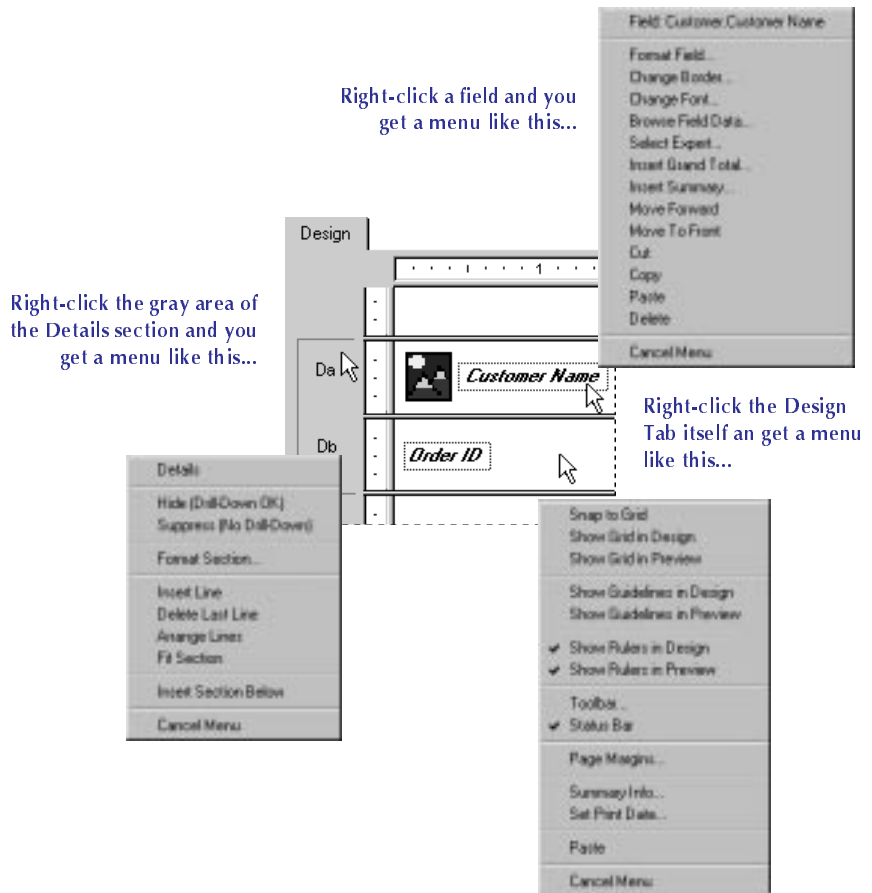 Field: Customer.Customer Name
Format Field...
Change Border...
Change Font...
Browse Field Data...
Select Expert...
Insert Grand Total...
Insert Summary...
Move Forward
Move To Front
Cut
Copy
Paste
Delete
Cancel Menu
Right-click a field and you
get a menu like this...
Design
1
Right-click the gray area of
the Details section and you
get a menu like this...
Da
Customer Name
Right-click the Design
Tab itself an get a menu
like this...
Db
Order ID
Details
Hide (Drill-Down OK)
Suppress (No Drill-Down)
Format Section...
Insert Line
Delete Last Line
Arrange Lines
Fit Section
Insert Section Below
Cancel Menu
Snap to Grid
Show Grid in Design
Show Grid in Preview
Show Guidelines in Design
Show Guidelines in Preview
Show Rulers in Design
Show Rulers in Preview
Toolbar...
Status Bar
Page Margins...
Summary Info...
Set Print Date...
Paste
Cancel Menu